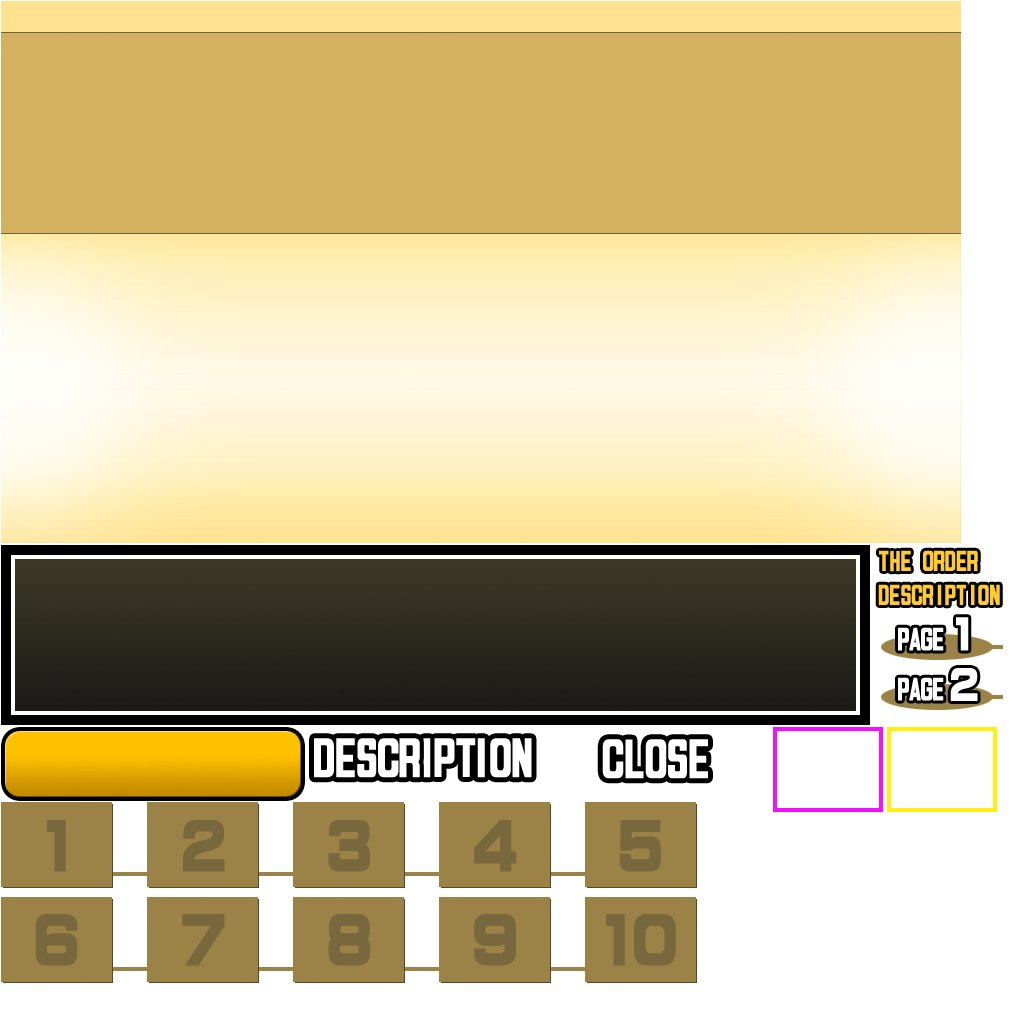 THE ORDER
DESCRIPTION
PAGE 1
PAGE 2
DESCRIPTION
CLOSE
1 2 3 4 5
6 7 8 9 10